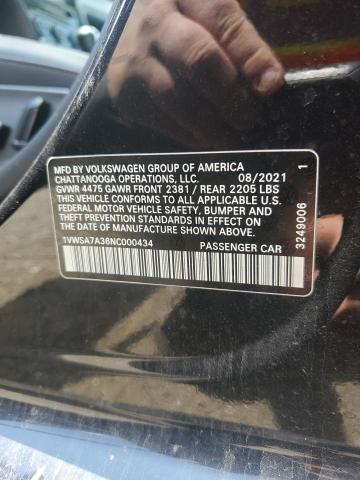 MFD BY VOLKSWAGEN GROUP OF AMERICA
CHATTANOOGA OPERATIONS, LLC. 08/2021
GVWR 4475 GAWR FRONT 2381 / REAR 2205 LBS
THIS VEHICLE CONFORMS TO ALL APPLICABLE U.S.
FEDERAL MOTOR VEHICLE SAFETY, BUMPER AND
THEFT PREVENTION STANDARDS IN EFFECT ON
THE DATE OF MANUFACTURE SHOWN ABOVE.
1VWSA7A36NC000434 PASSENGER CAR
3249006 1